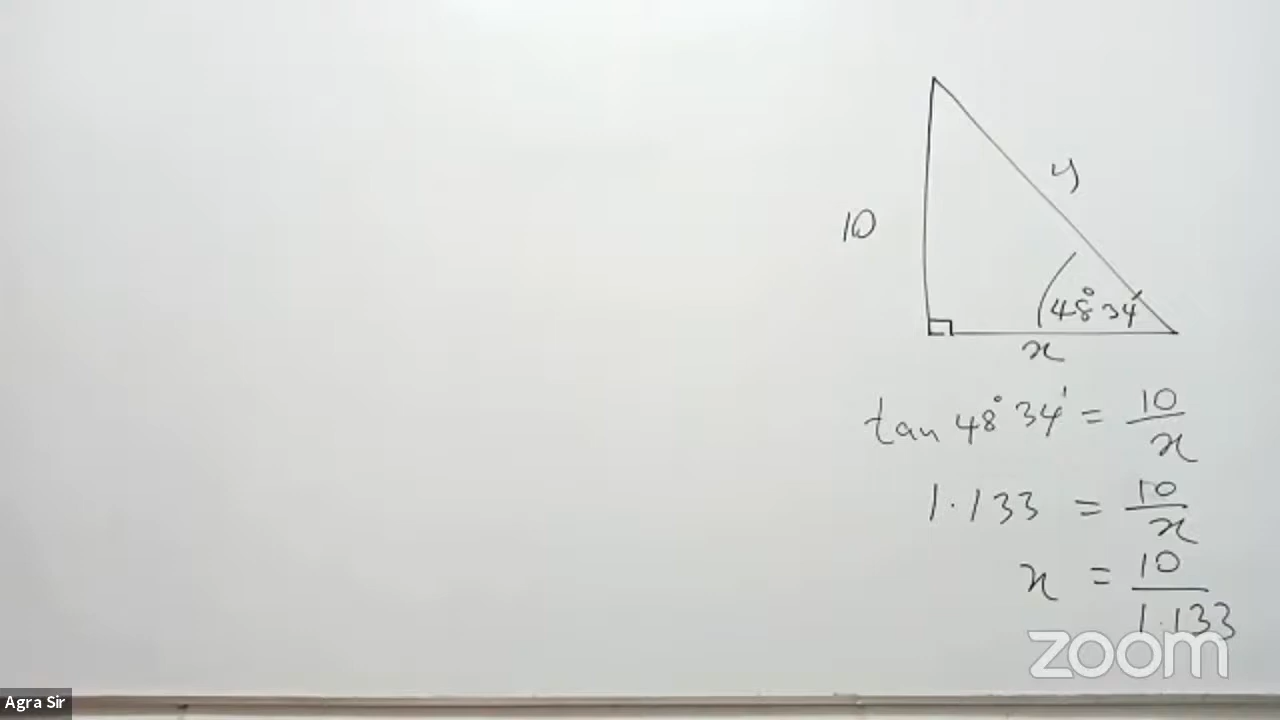 y
10
48° 34'
x
tan 48° 34' = 10/x
1.133 = 10/x
x = 10/1.133
zoom
Agra Sir